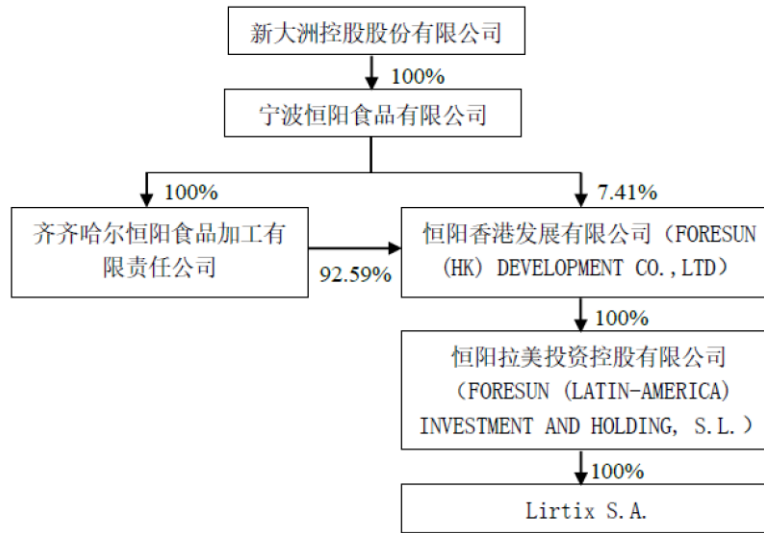 新大洲控股股份有限公司
100%
宁波恒阳食品有限公司
100%
7.41%
齐齐哈尔恒阳食品加工有
限责任公司
92.59%
恒阳香港发展有限公司（FORESUN
(HK) DEVELOPMENT CO.,LTD）
100%
恒阳拉美投资控股有限公司
（FORESUN (LATIN-AMERICA)
INVESTMENT AND HOLDING, S.L.）
100%
Lirtix S.A.